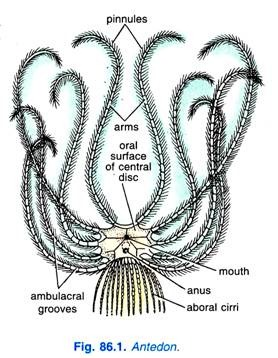 pinnules
arms
oral
surface
of central
disc
mouth
anus
aboral cirri
ambulacral
grooves
Fig. 86.1. Antedon.